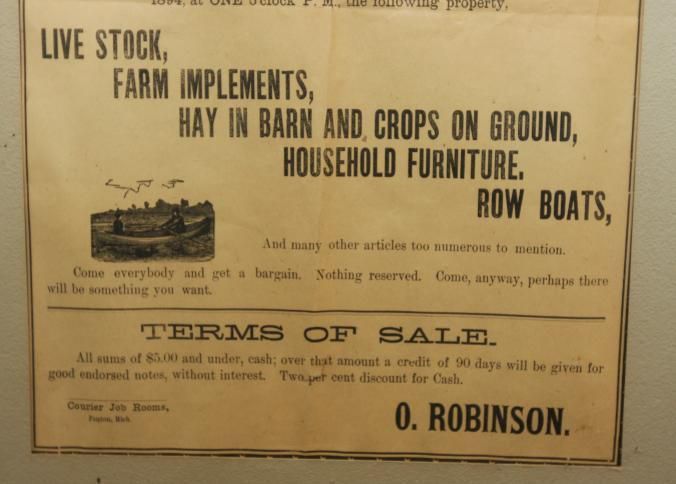 1894, at ONE o'clock P. M., the following property,
LIVE STOCK,
FARM IMPLEMENTS,
HAY IN BARN AND CROPS ON GROUND,
HOUSEHOLD FURNITURE.
ROW BOATS,
And many other articles too numerous to mention.
Come everybody and get a bargain. Nothing reserved. Come, anyway, perhaps there
will be something you want.
TERMS OF SALE.
All sums of $5.00 and under, cash; over that amount a credit of 90 days will be given for
good endorsed notes, without interest. Two per cent discount for Cash.
Courier Job Rooms,
Fenton, Mich.
O. ROBINSON.